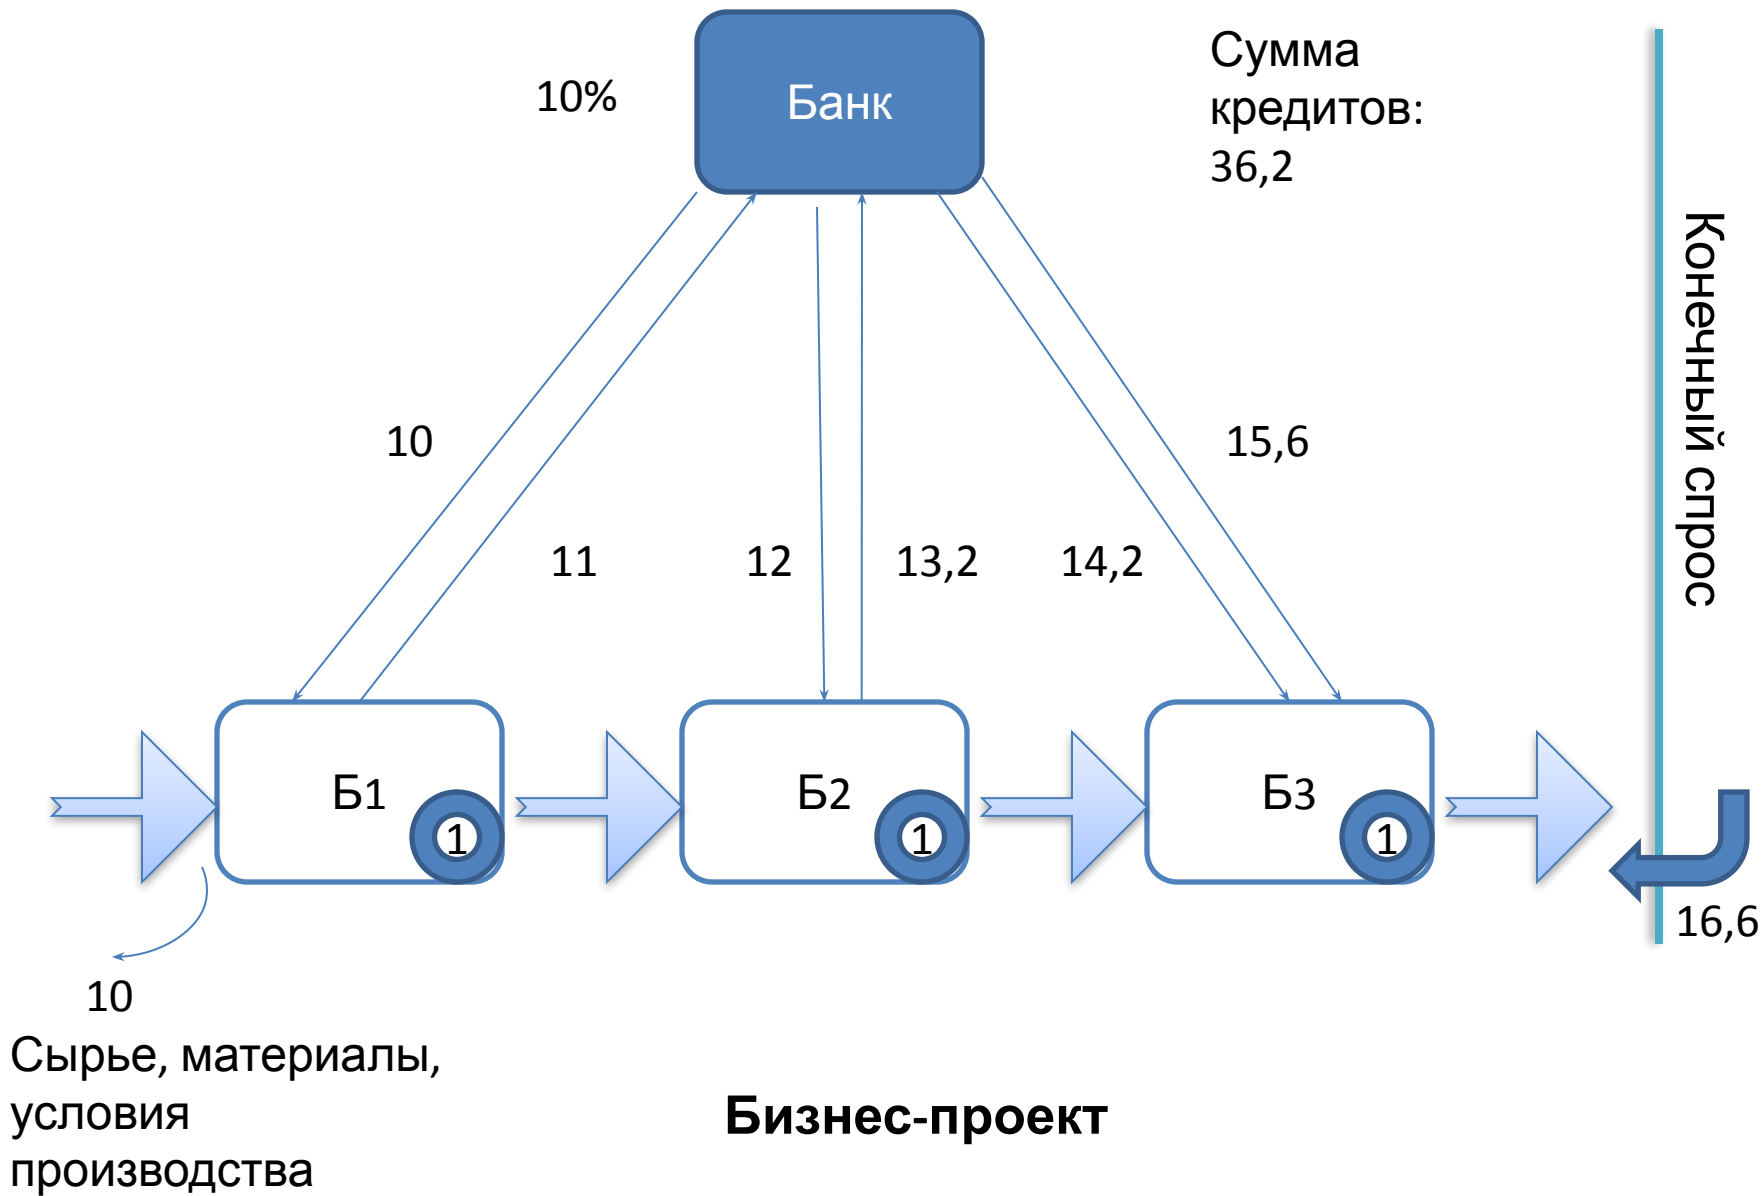 10%
Банк
Сумма
кредитов:
36,2
Конечный спрос
10
15,6
11
12
13,2
14,2
Б1
1
Б2
1
Б3
1
16,6
10
Сырье, материалы,
условия
производства
Бизнес-проект